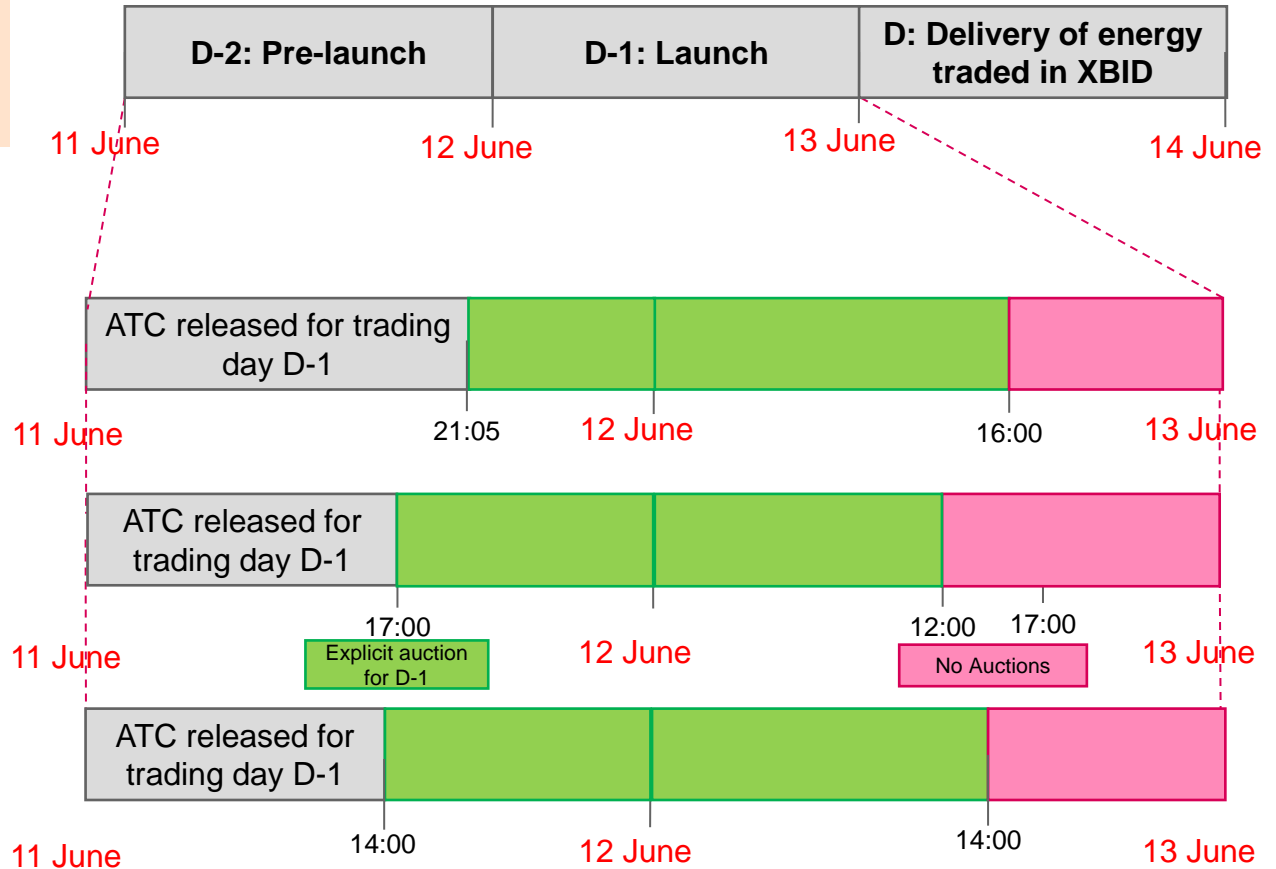 D-2: Pre-launch
D-1: Launch
D: Delivery of energy
traded in XBID
11 June
12 June
13 June
14 June
ATC released for trading
day D-1
11 June
21:05
12 June
16:00
13 June
ATC released for
trading day D-1
17:00
12:00
17:00
11 June
Explicit auction
for D-1
12 June
No Auctions
13 June
ATC released for
trading day D-1
11 June
14:00
12 June
14:00
13 June